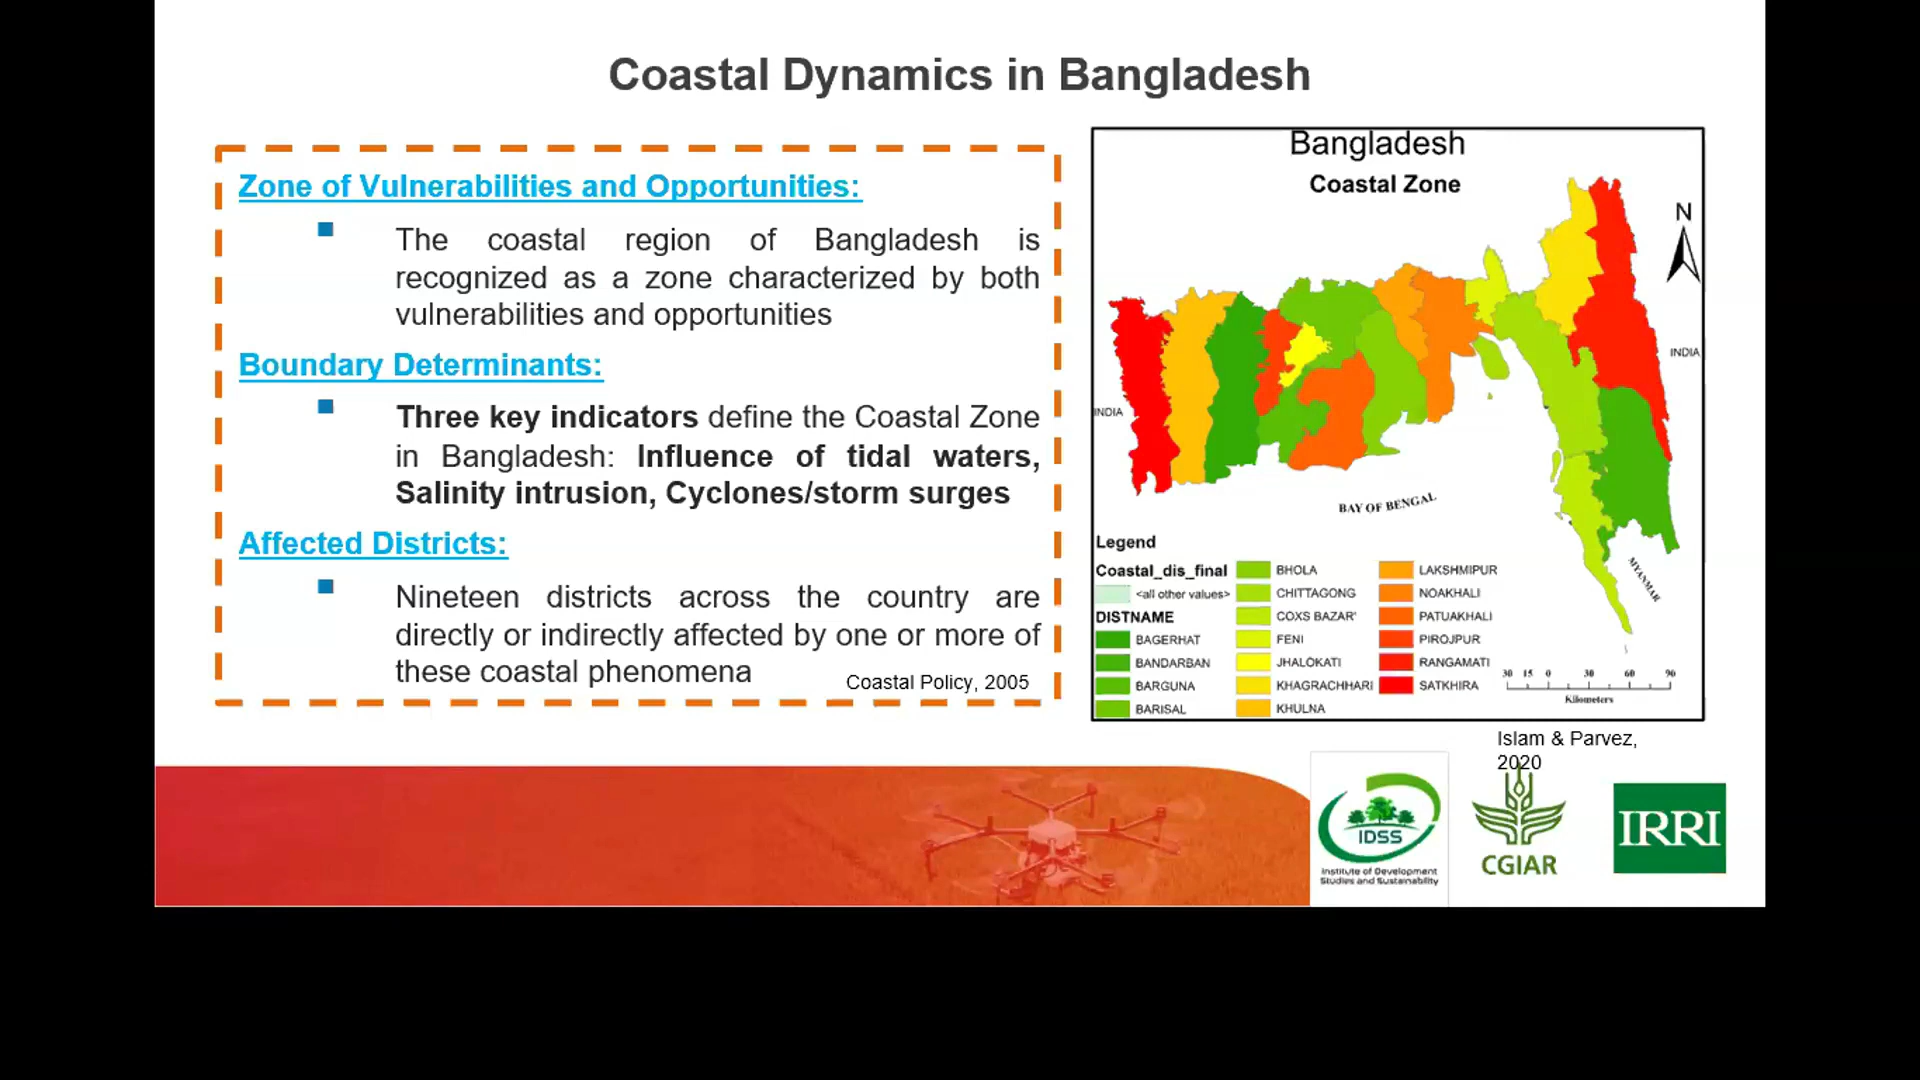 Coastal Dynamics in Bangladesh
Zone of Vulnerabilities and Opportunities:
The coastal region of Bangladesh is
recognized as a zone characterized by both
vulnerabilities and opportunities
Boundary Determinants:
Three key indicators define the Coastal Zone
in Bangladesh: Influence of tidal waters,
Salinity intrusion, Cyclones/storm surges
Affected Districts:
Nineteen districts across the country are
directly or indirectly affected by one or more of
these coastal phenomena
Coastal Policy, 2005
Bangladesh
Coastal Zone
N
INDIA
INDIA
BAY OF BENGAL
MYANMAR
Legend
Coastal_dis_final
<all other values>
DISTNAME
BAGERHAT
BANDARBAN
BARGUNA
BARISAL
BHOLA
CHITTAGONG
COXS BAZAR'
FENI
JHALOKATI
KHAGRACHHARI
KHULNA
LAKSHMIPUR
NOAKHALI
PATUAKHALI
PIROJPUR
RANGAMATI
SATKHIRA
30 15 0 30 60 90
Kilometers
Islam & Parvez,
2020
IDSS
Institute of Development
Studies and Sustainability
CGIAR
IRRI